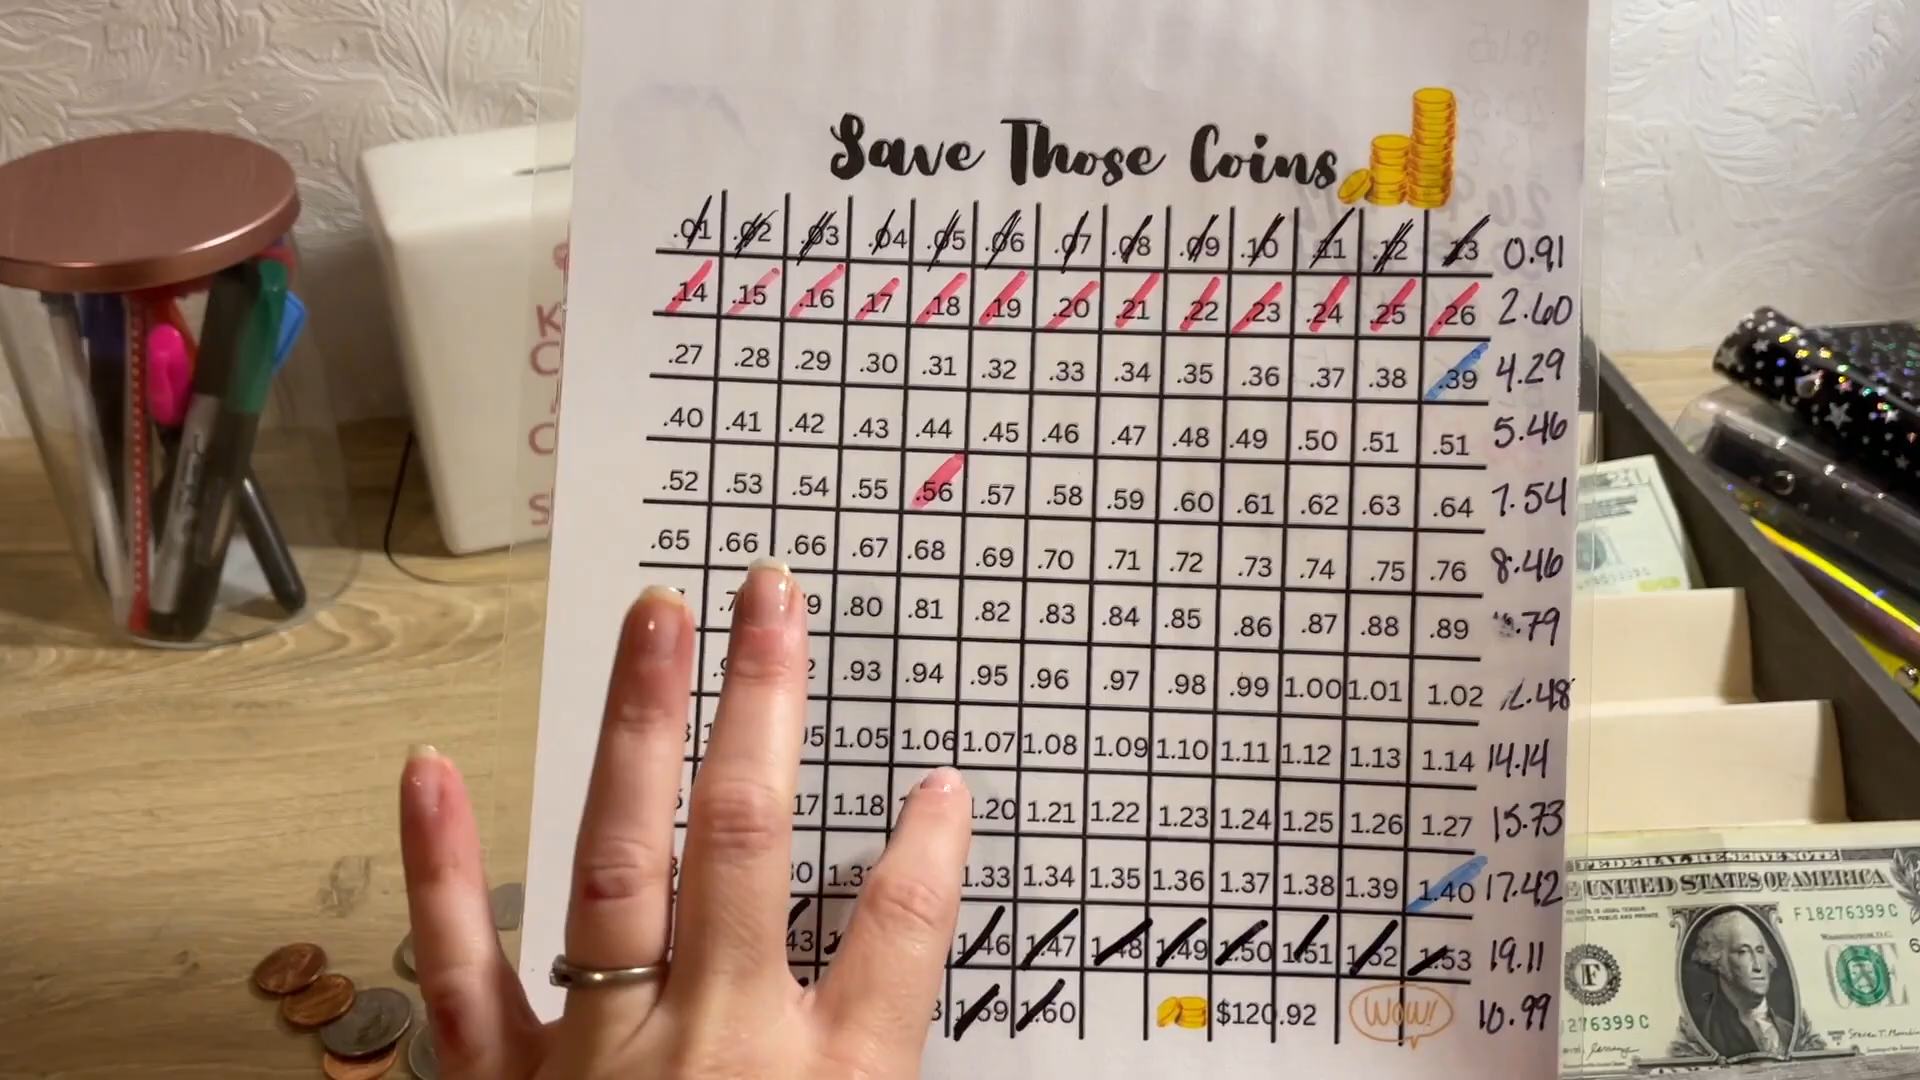 Save Those Coins
.01 .02 .03 .04 .05 .06 .07 .08 .09 .10 .11 .12 .13 0.91
.14 .15 .16 .17 .18 .19 .20 .21 .22 .23 .24 .25 .26 2.60
.27 .28 .29 .30 .31 .32 .33 .34 .35 .36 .37 .38 .39 4.29
.40 .41 .42 .43 .44 .45 .46 .47 .48 .49 .50 .51 .51 5.46
.52 .53 .54 .55 .56 .57 .58 .59 .60 .61 .62 .63 .64 7.54
.65 .66 .66 .67 .68 .69 .70 .71 .72 .73 .74 .75 .76 8.46
.80 .81 .82 .83 .84 .85 .86 .87 .88 .89 .79
.93 .94 .95 .96 .97 .98 .99 1.00 1.01 1.02
1.05 1.06 1.07 1.08 1.09 1.10 1.11 1.12 1.13 1.14 14.14
1.18 1.20 1.21 1.22 1.23 1.24 1.25 1.26 1.27 15.73
1.33 1.34 1.35 1.36 1.37 1.38 1.39 1.40 17.42
1.46 1.47 1.48 1.49 1.50 1.51 1.52 1.53 19.11
1.59 1.60 $120.92 WOW! 10.99
FEDERAL RESERVE NOTE
UNITED STATES OF AMERICA
F 18276399 C
F
276399 C